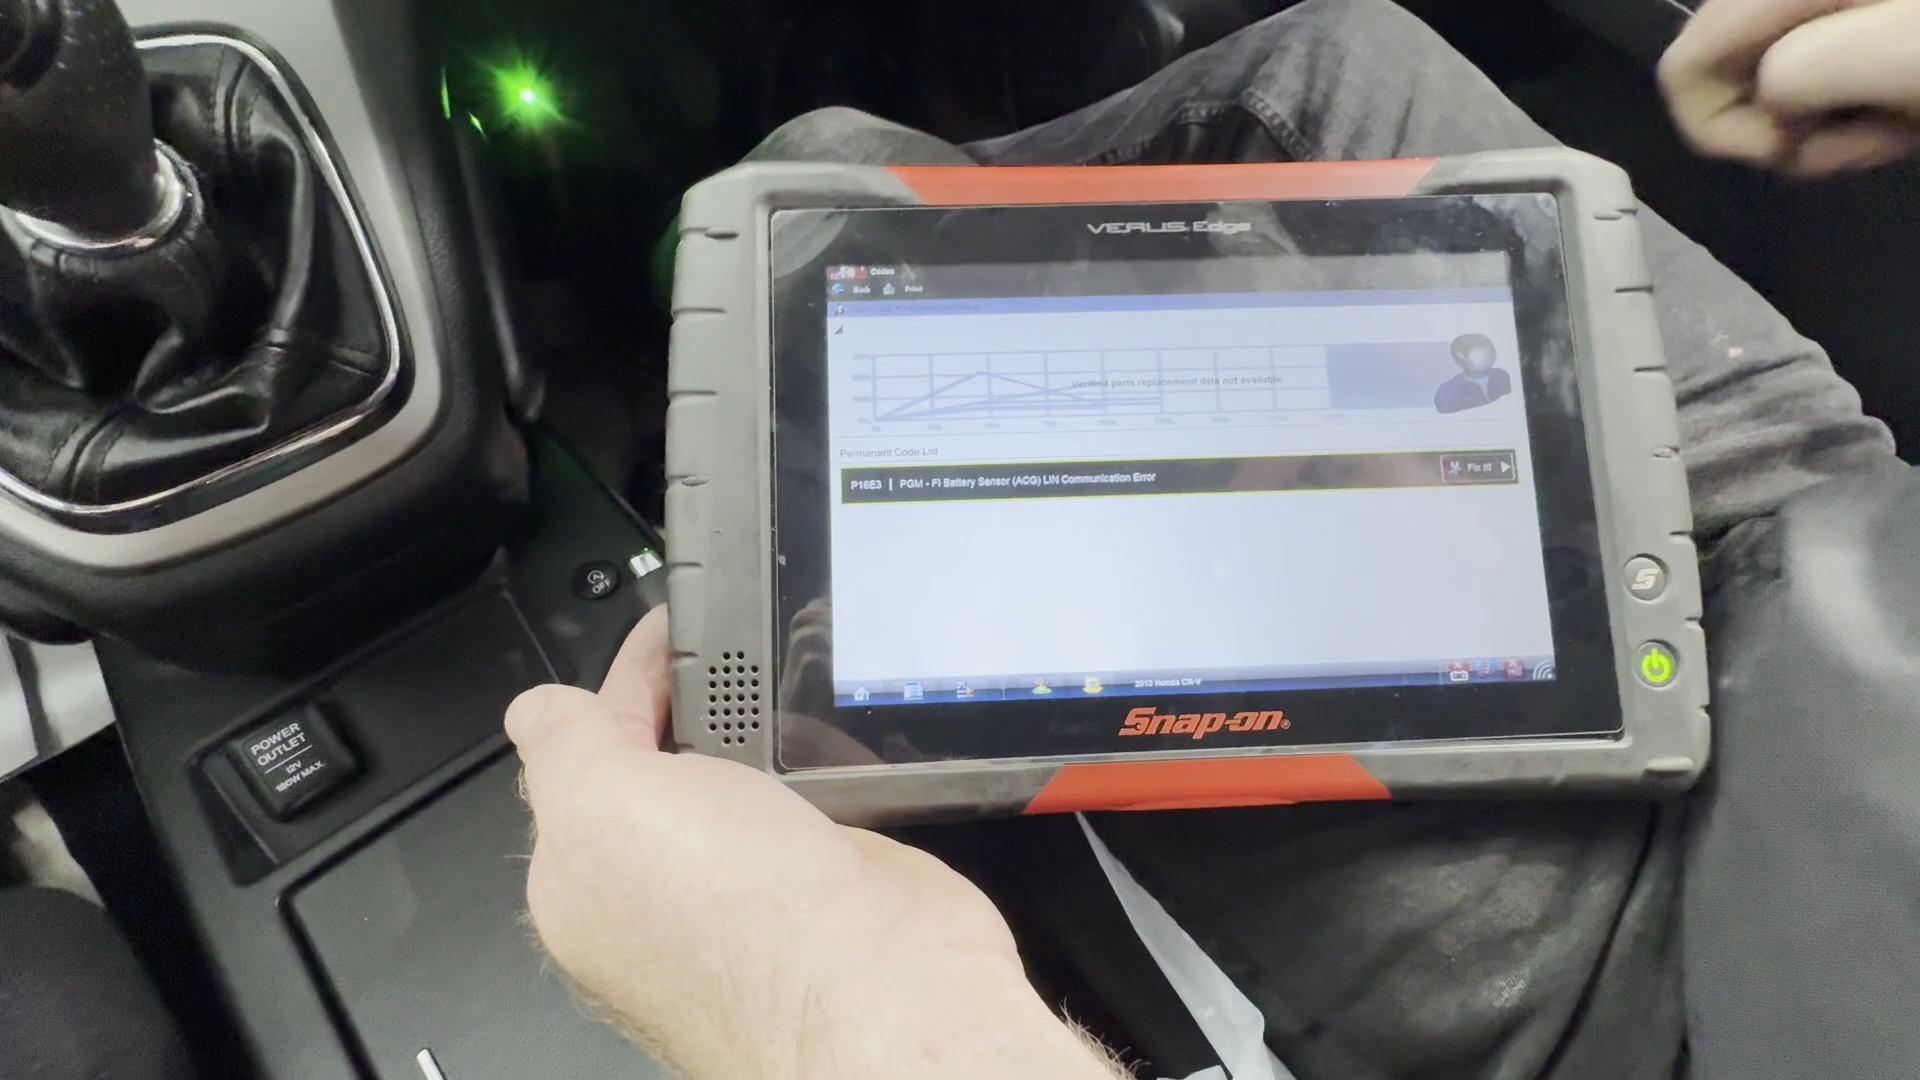 VERUS Edge
Codes
Back Print
Verified parts replacement data not available.
Permanent Code List
P16E3 | PGM - FI Battery Sensor (ACG) LIN Communication Error
Fix It!
2013 Honda CR-V
Snap-on®
S
A
OFF
POWER
OUTLET
12V
180W MAX.